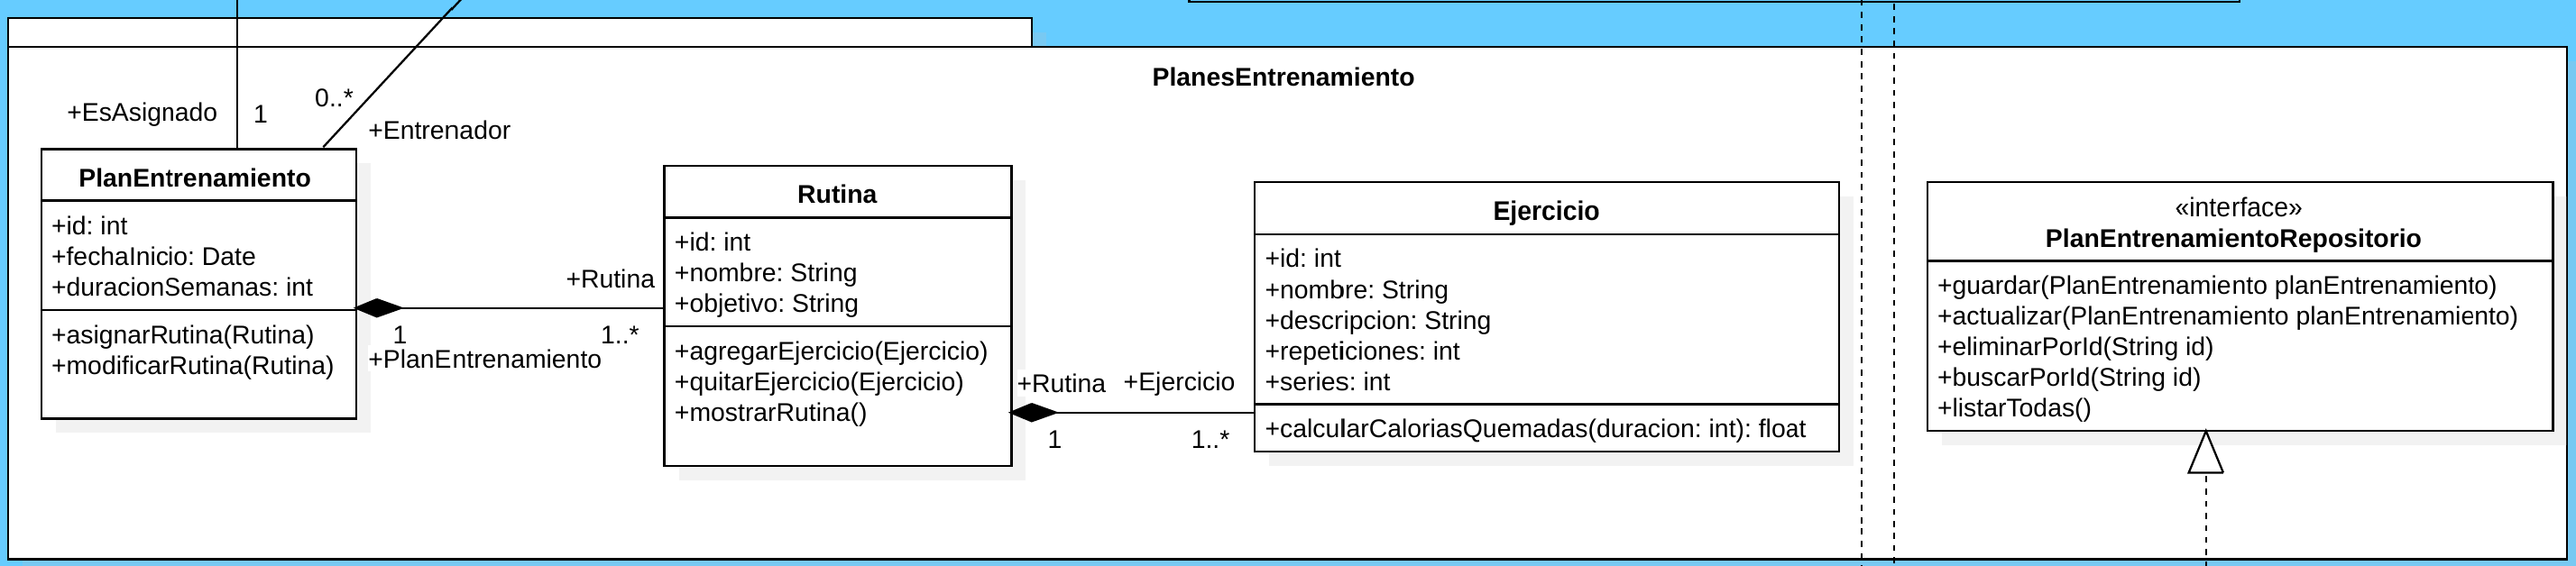 PlanesEntrenamiento
+EsAsignado
1
0..*
+Entrenador
PlanEntrenamiento
+id: int
+fechaInicio: Date
+duracionSemanas: int
+asignarRutina(Rutina)
+modificarRutina(Rutina)
+Rutina
1
1..*
+PlanEntrenamiento
Rutina
+id: int
+nombre: String
+objetivo: String
+agregarEjercicio(Ejercicio)
+quitarEjercicio(Ejercicio)
+mostrarRutina()
+Rutina
+Ejercicio
1
1..*
Ejercicio
+id: int
+nombre: String
+descripcion: String
+repeticiones: int
+series: int
+calcularCaloriasQuemadas(duracion: int): float
«interface»
PlanEntrenamientoRepositorio
+guardar(PlanEntrenamiento planEntrenamiento)
+actualizar(PlanEntrenamiento planEntrenamiento)
+eliminarPorId(String id)
+buscarPorId(String id)
+listarTodas()